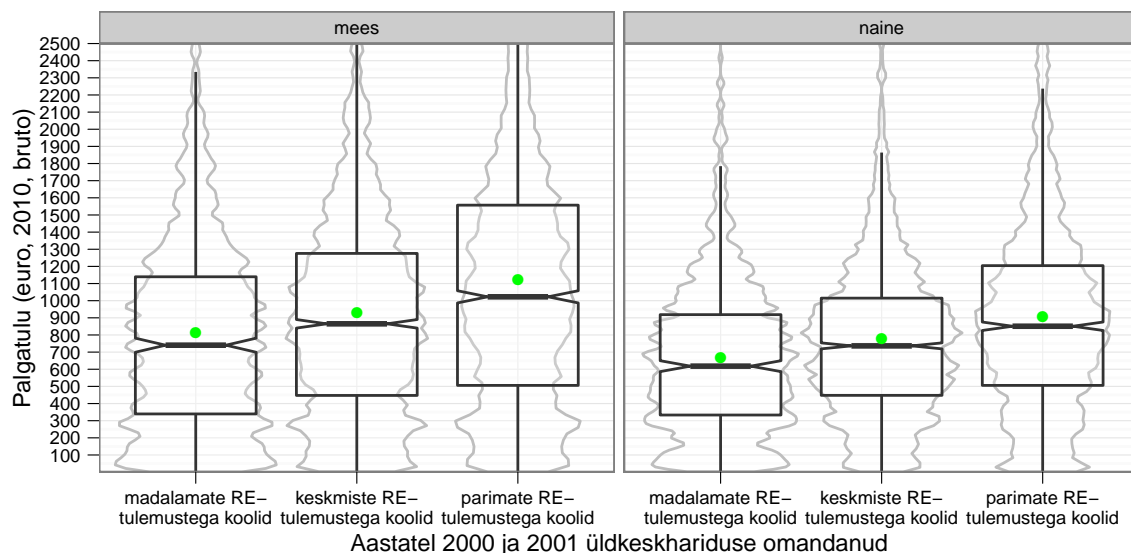 mees
naine
Palgatulu (euro, 2010, bruto)
2500
2400
2300
2200
2100
2000
1900
1800
1700
1600
1500
1400
1300
1200
1100
1000
900
800
700
600
500
400
300
200
100
madalamate RE−
tulemustega koolid
keskmiste RE−
tulemustega koolid
parimate RE−
tulemustega koolid
madalamate RE−
tulemustega koolid
keskmiste RE−
tulemustega koolid
parimate RE−
tulemustega koolid
Aastatel 2000 ja 2001 üldkeskhariduse omandanud